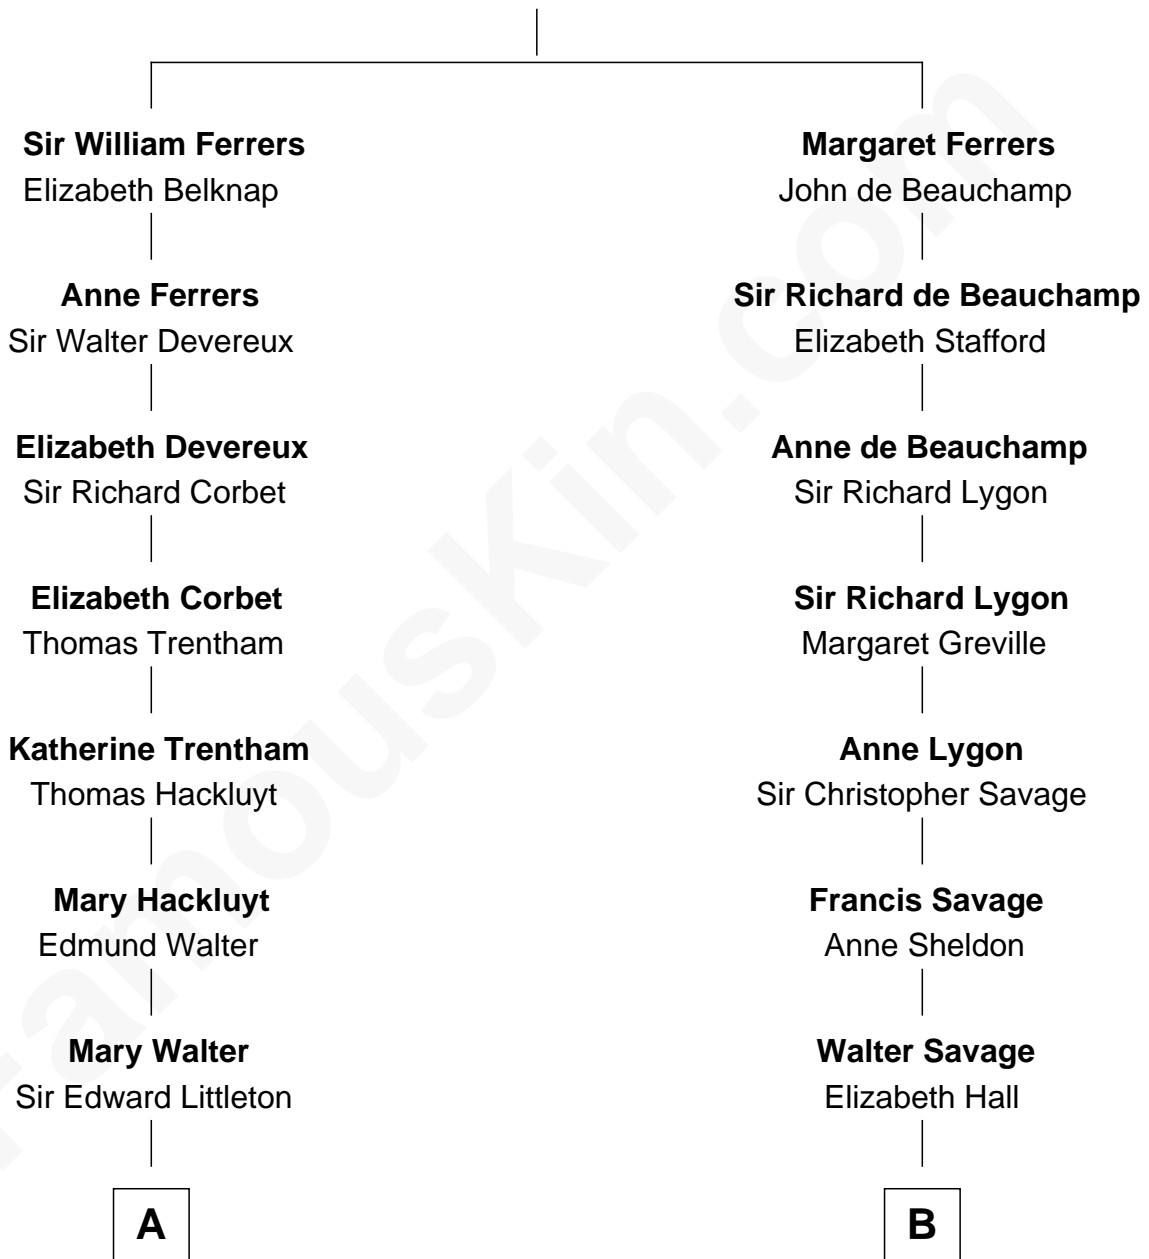 Sir William Ferrers
Elizabeth Belknap
Margaret Ferrers
John de Beauchamp
Anne Ferrers
Sir Walter Devereux
Sir Richard de Beauchamp
Elizabeth Stafford
Elizabeth Devereux
Sir Richard Corbet
Anne de Beauchamp
Sir Richard Lygon
Elizabeth Corbet
Thomas Trentham
Sir Richard Lygon
Margaret Greville
Katherine Trentham
Thomas Hackluyt
Anne Lygon
Sir Christopher Savage
Mary Hackluyt
Edmund Walter
Francis Savage
Anne Sheldon
Mary Walter
Sir Edward Littleton
Walter Savage
Elizabeth Hall
A
B
FamousKin.com